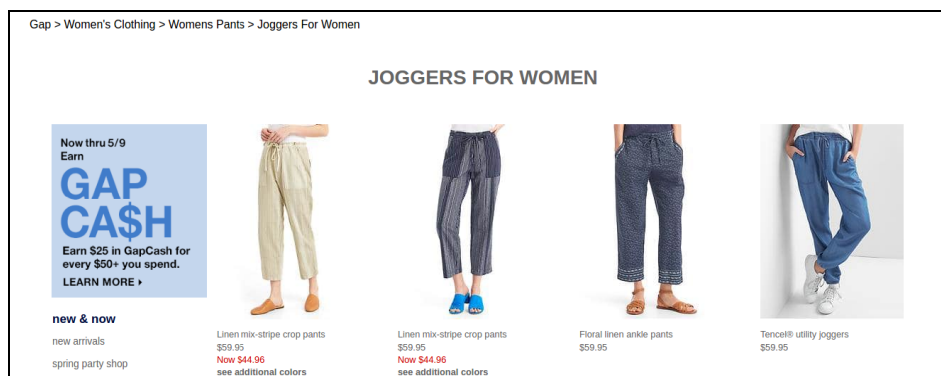 Gap > Women's Clothing > Womens Pants > Joggers For Women
JOGGERS FOR WOMEN
Now thru 5/9
Earn
GAP
CA$H
Earn $25 in GapCash for
every $50+ you spend.
LEARN MORE
new & now
new arrivals
spring party shop
Linen mix-stripe crop pants
$59.95
Now $44.96
see additional colors
Linen mix-stripe crop pants
$59.95
Now $44.96
see additional colors
Floral linen ankle pants
$59.95
Tencel® utility joggers
$59.95